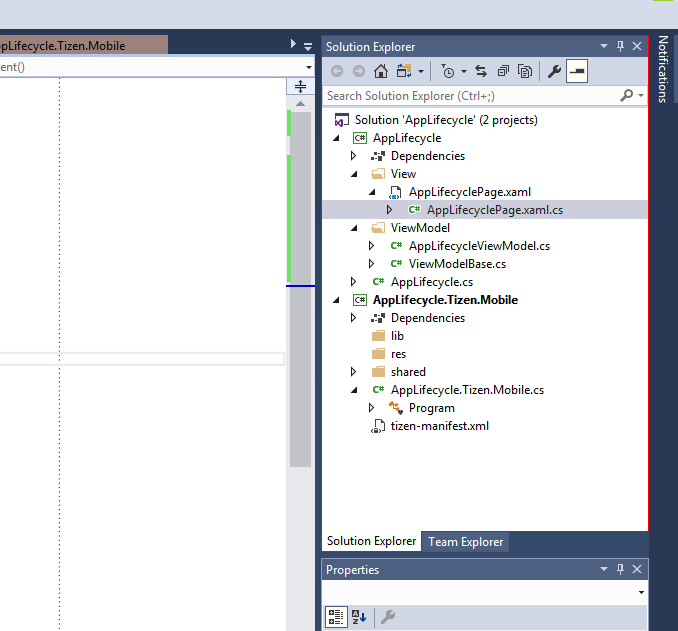 pLifecycle.Tizen.Mobile
ent()
Solution Explorer
Search Solution Explorer (Ctrl+;)
Solution 'AppLifecycle' (2 projects)
C# AppLifecycle
Dependencies
View
AppLifecyclePage.xaml
C# AppLifecyclePage.xaml.cs
ViewModel
C# AppLifecycleViewModel.cs
C# ViewModelBase.cs
C# AppLifecycle.cs
C# AppLifecycle.Tizen.Mobile
Dependencies
lib
res
shared
C# AppLifecycle.Tizen.Mobile.cs
Program
tizen-manifest.xml
Solution Explorer Team Explorer
Properties
A Z
Notifications